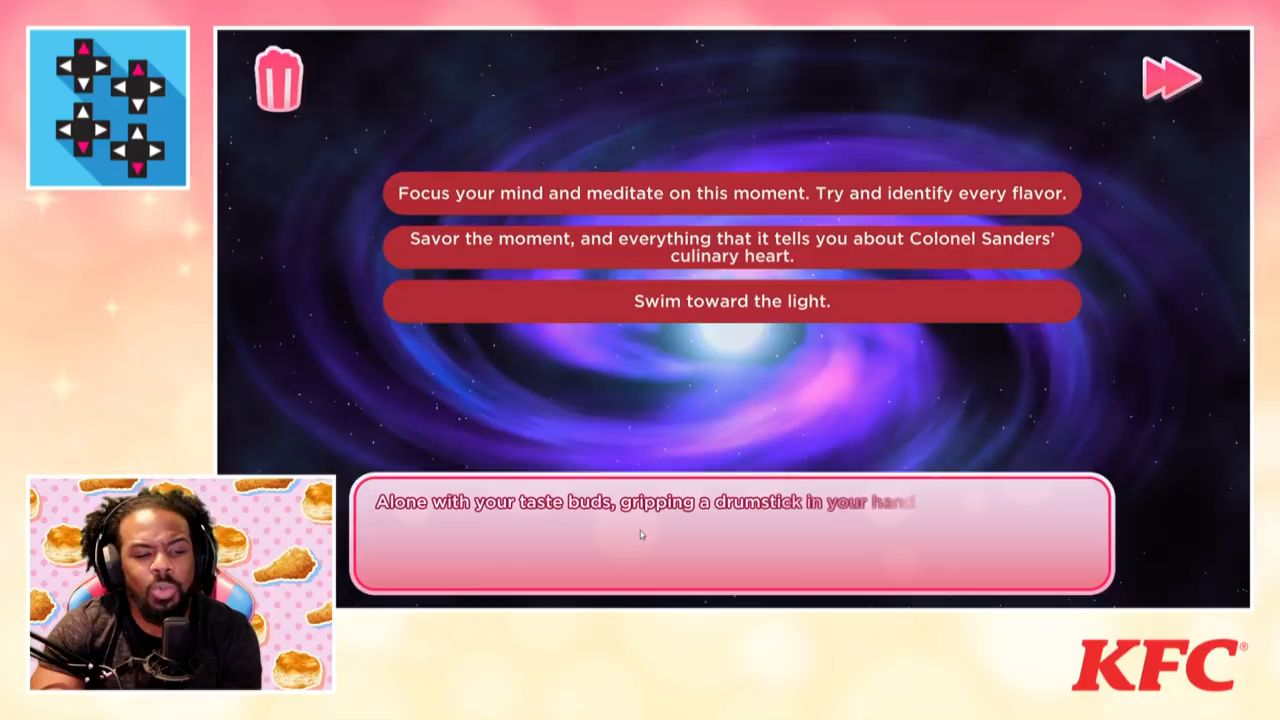 Focus your mind and meditate on this moment. Try and identify every flavor.
Savor the moment, and everything that it tells you about Colonel Sanders'
culinary heart.
Swim toward the light.
Alone with your taste buds, gripping a drumstick in your hand
KFC®